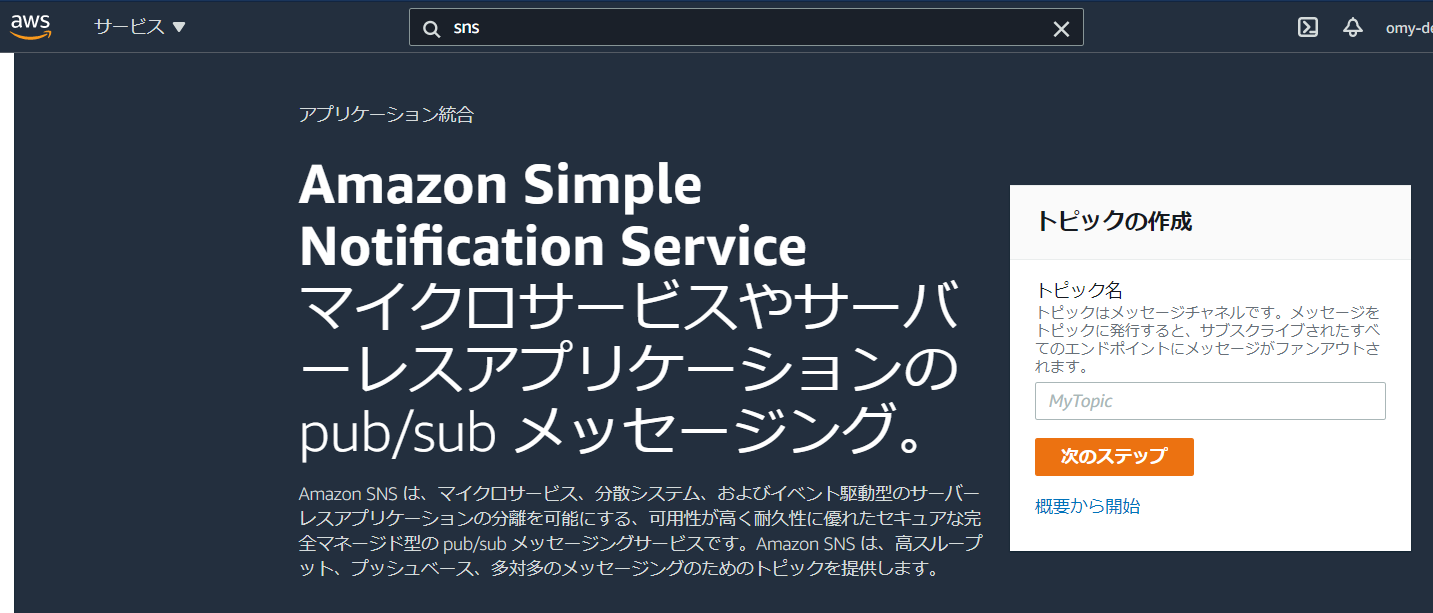 aws
サービス
sns
omy-de
アプリケーション統合
Amazon Simple
Notification Service
マイクロサービスやサーバ
ーレスアプリケーションの
pub/sub メッセージング。
Amazon SNS は、マイクロサービス、分散システム、およびイベント駆動型のサーバー
レスアプリケーションの分離を可能にする、可用性が高く耐久性に優れたセキュアな完
全マネージド型の pub/sub メッセージングサービスです。Amazon SNS は、高スループ
ット、プッシュベース、多対多のメッセージングのためのトピックを提供します。
トピックの作成
トピック名
トピックはメッセージチャネルです。メッセージを
トピックに発行すると、サブスクライブされたすべ
てのエンドポイントにメッセージがファンアウトさ
れます。
MyTopic
次のステップ
概要から開始